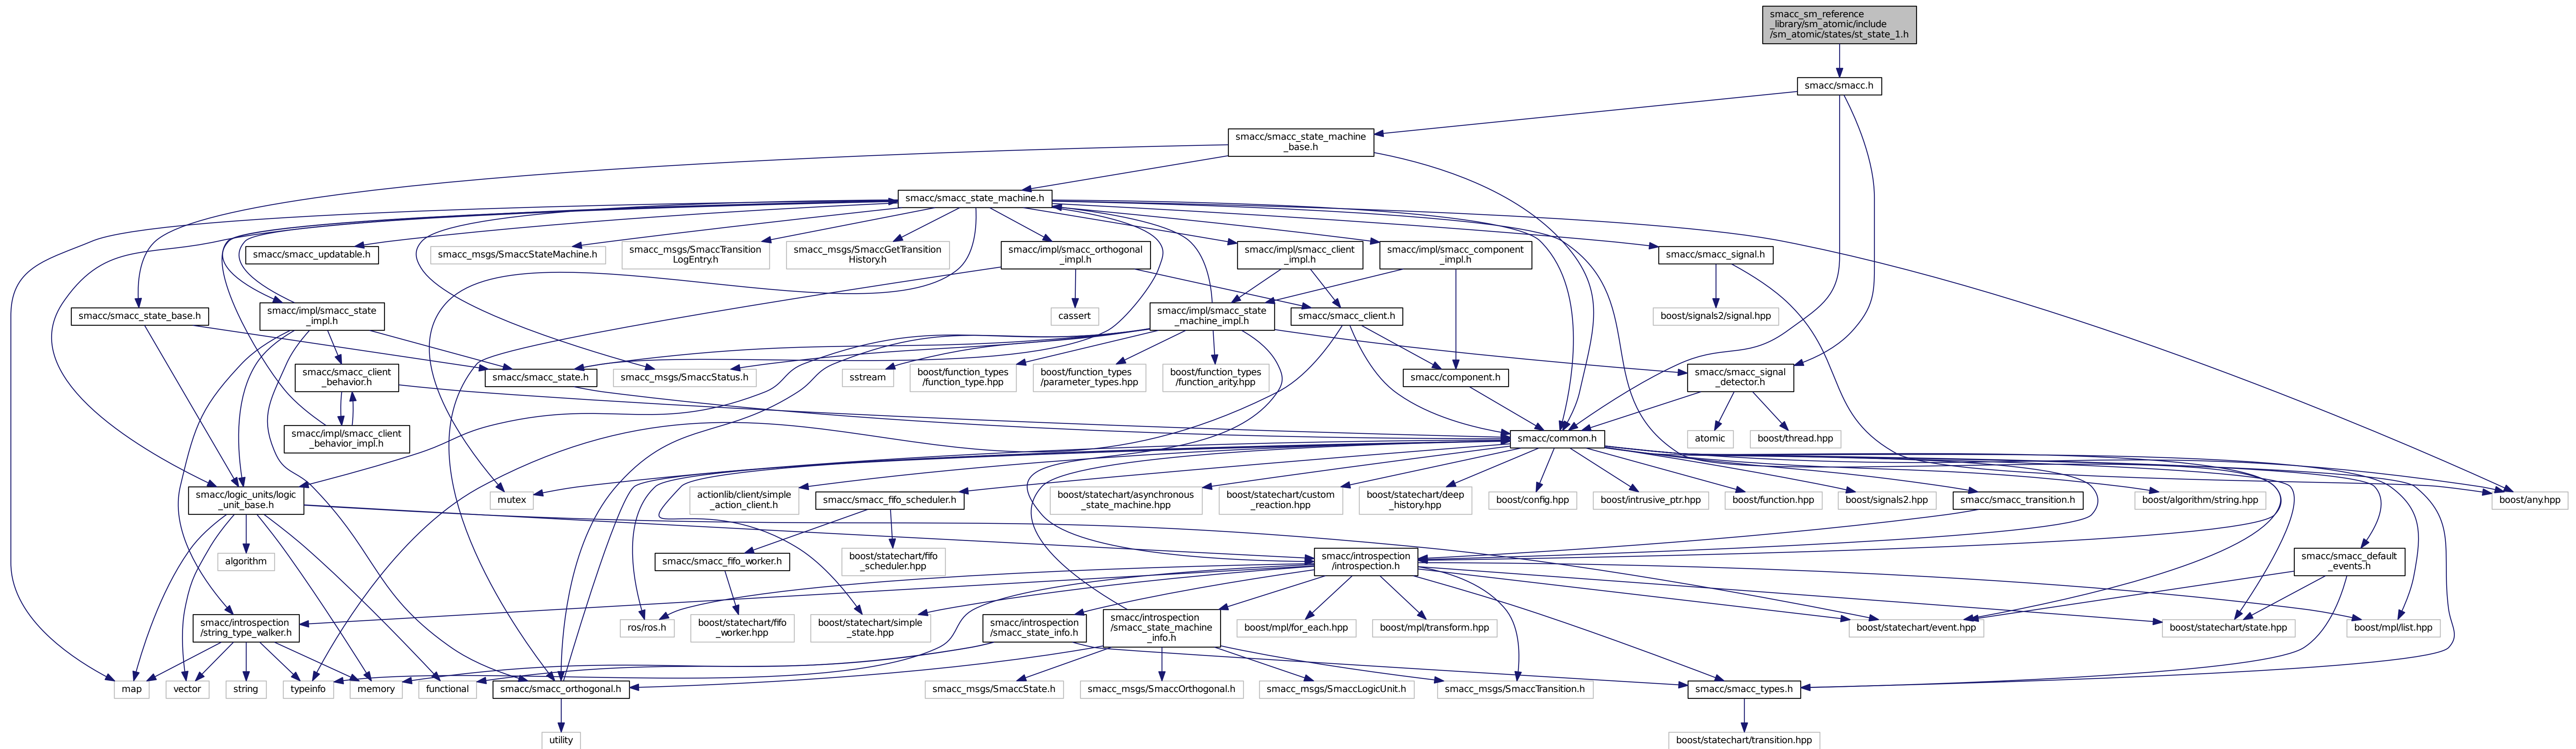 smacc_sm_reference
_library/sm_atomic/include
/sm_atomic/states/st_state_1.h
smacc/smacc.h
smacc/smacc_state_machine
_base.h
smacc/smacc_state_machine.h
smacc/smacc_updatable.h
smacc_msgs/SmaccStateMachine.h
smacc_msgs/SmaccTransition
LogEntry.h
smacc_msgs/SmaccGetTransition
History.h
smacc/impl/smacc_orthogonal
_impl.h
smacc/impl/smacc_client
_impl.h
smacc/impl/smacc_component
_impl.h
smacc/smacc_signal.h
smacc/smacc_state_base.h
smacc/impl/smacc_state
_impl.h
cassert
smacc/impl/smacc_state
_machine_impl.h
smacc/smacc_client.h
boost/signals2/signal.hpp
smacc/smacc_client
_behavior.h
smacc/smacc_state.h
smacc_msgs/SmaccStatus.h
sstream
boost/function_types
/function_type.hpp
boost/function_types
/parameter_types.hpp
boost/function_types
/function_arity.hpp
smacc/component.h
smacc/smacc_signal
_detector.h
smacc/impl/smacc_client
_behavior_impl.h
smacc/common.h
atomic
boost/thread.hpp
smacc/logic_units/logic
_unit_base.h
mutex
actionlib/client/simple
_action_client.h
smacc/smacc_fifo_scheduler.h
boost/statechart/asynchronous
_state_machine.hpp
boost/statechart/custom
_reaction.hpp
boost/statechart/deep
_history.hpp
boost/config.hpp
boost/intrusive_ptr.hpp
boost/function.hpp
boost/signals2.hpp
smacc/smacc_transition.h
boost/algorithm/string.hpp
boost/any.hpp
algorithm
smacc/smacc_fifo_worker.h
boost/statechart/fifo
_scheduler.hpp
smacc/introspection
/introspection.h
smacc/smacc_default
_events.h
smacc/introspection
/string_type_walker.h
ros/ros.h
boost/statechart/fifo
_worker.hpp
boost/statechart/simple
_state.hpp
smacc/introspection
/smacc_state_info.h
smacc/introspection
/smacc_state_machine
_info.h
boost/mpl/for_each.hpp
boost/mpl/transform.hpp
boost/statechart/event.hpp
boost/statechart/state.hpp
boost/mpl/list.hpp
map
vector
string
typeinfo
memory
functional
smacc/smacc_orthogonal.h
smacc_msgs/SmaccState.h
smacc_msgs/SmaccOrthogonal.h
smacc_msgs/SmaccLogicUnit.h
smacc_msgs/SmaccTransition.h
smacc/smacc_types.h
utility
boost/statechart/transition.hpp